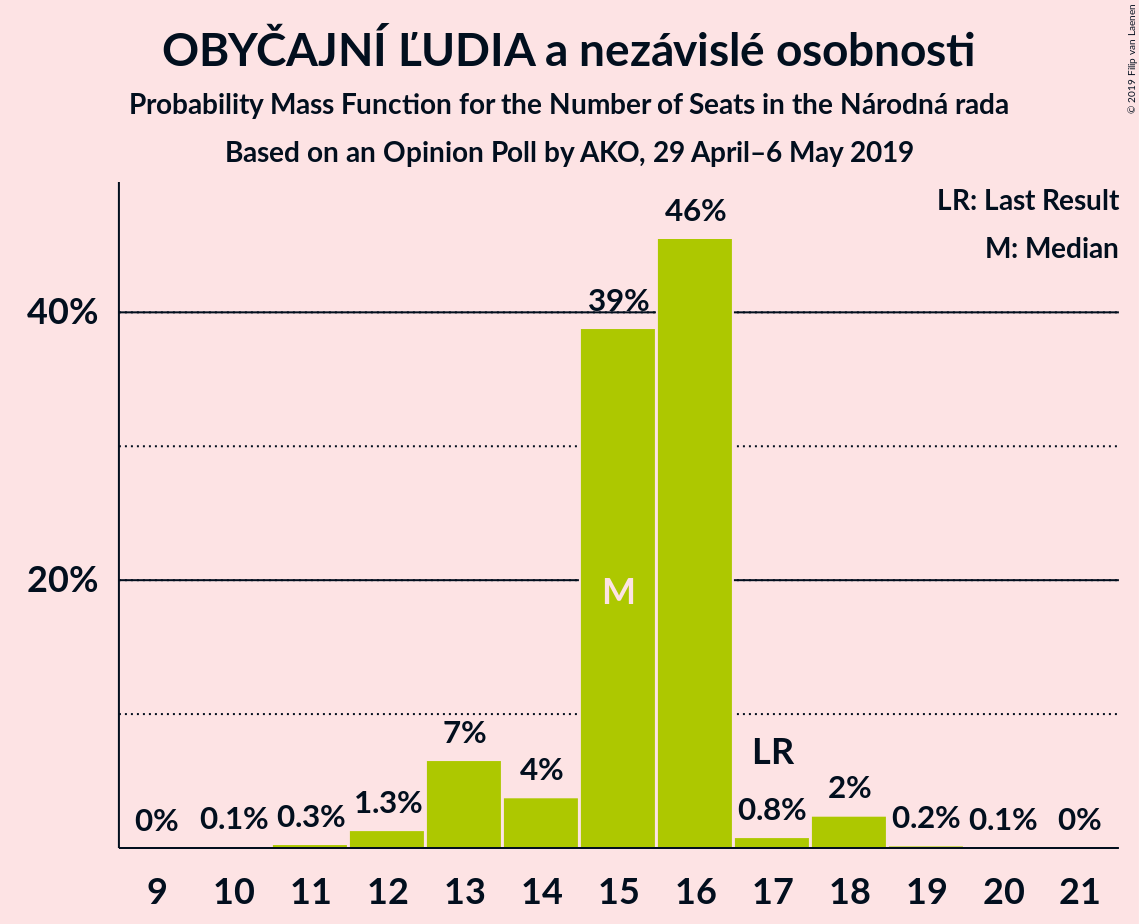 OBYČAJNÍ ĽUDIA a nezávislé osobnosti
Probability Mass Function for the Number of Seats in the Národná rada
Based on an Opinion Poll by AKO, 29 April–6 May 2019
© 2019 Filip van Laenen
LR: Last Result
M: Median
40%
20%
0%
0.1%
0.3%
1.3%
7%
4%
39%
46%
0.8%
2%
0.2%
0.1%
0%
M
LR
9 10 11 12 13 14 15 16 17 18 19 20 21